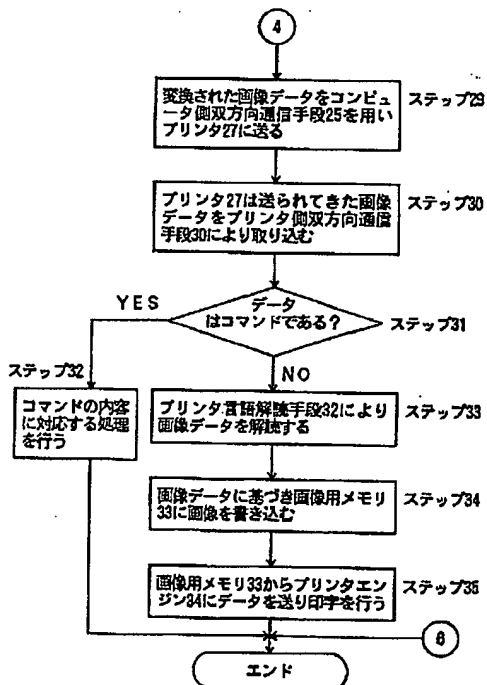 4
変換された画像データをコンピュ
ータ側双方向通信手段25を用い
プリンタ27に送る
ステップ29
プリンタ27は送られてきた画像
データをプリンタ側双方向通信
手段30により取り込む
ステップ30
データ
はコマンドである?
ステップ31
YES
NO
ステップ32
コマンドの内容
に対応する処理
を行う
プリンタ言語解読手段32により
画像データを解読する
ステップ33
画像データに基づき画像用メモリ
33に画像を書き込む
ステップ34
画像用メモリ33からプリンタエン
ジン34にデータを送り印字を行う
ステップ35
6
エンド